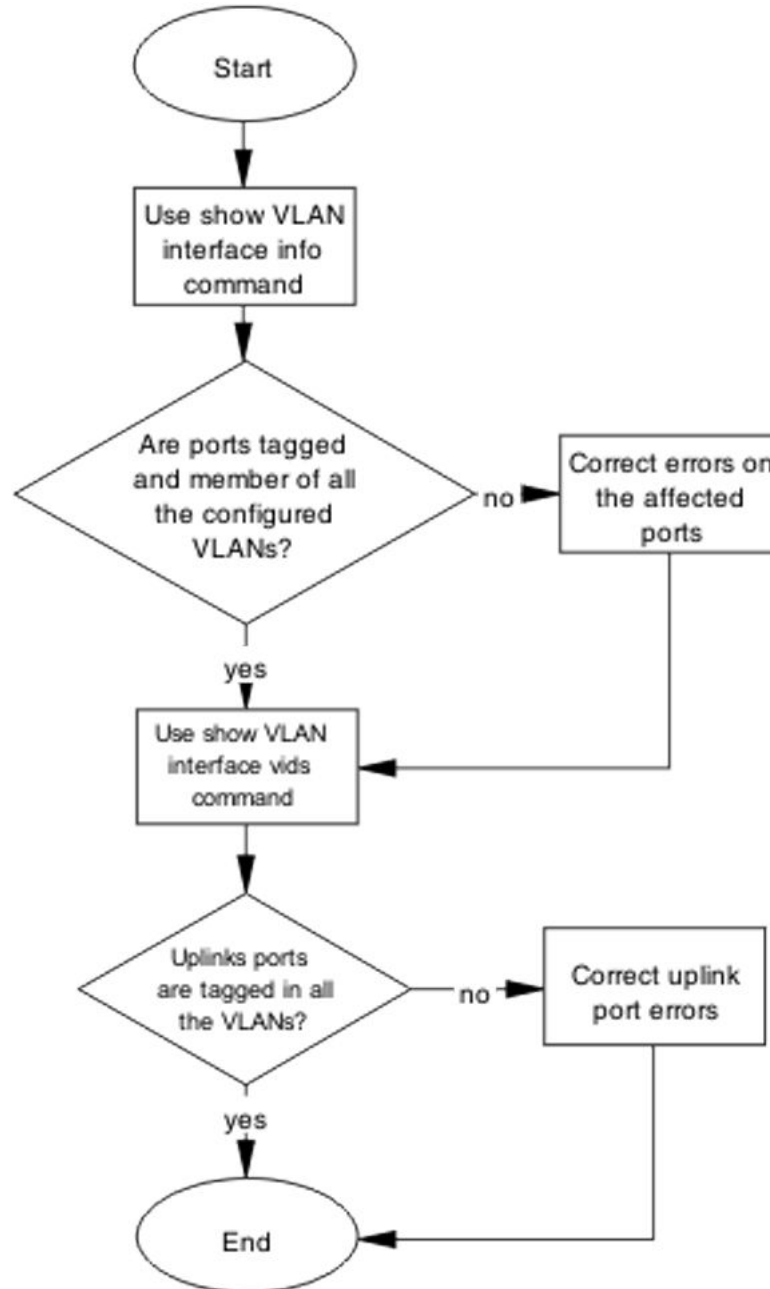 Start
Use show VLAN
interface info
command
Are ports tagged
and member of all
the configured
VLANs?
no
Correct errors on
the affected
ports
yes
Use show VLAN
interface vids
command
Uplinks ports
are tagged in all
the VLANs?
no
Correct uplink
port errors
yes
End